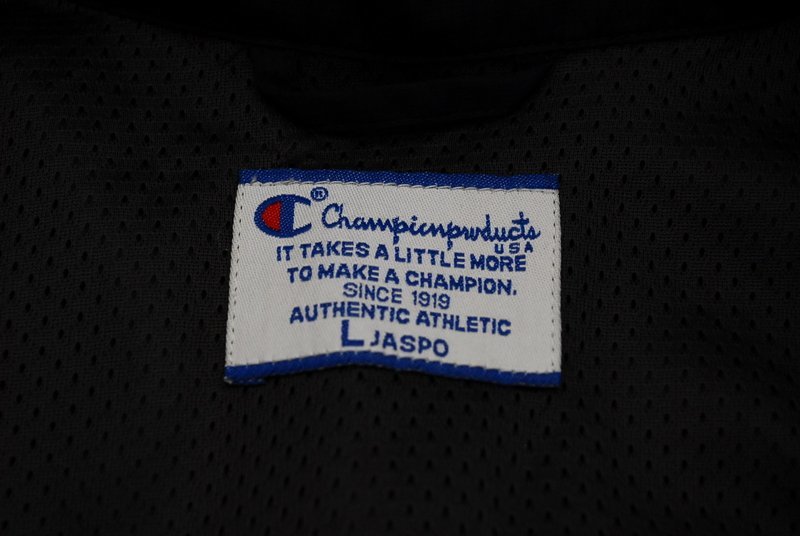 ® Championproducts
USA
IT TAKES A LITTLE MORE
TO MAKE A CHAMPION.
SINCE 1919
AUTHENTIC ATHLETIC
L JASPO